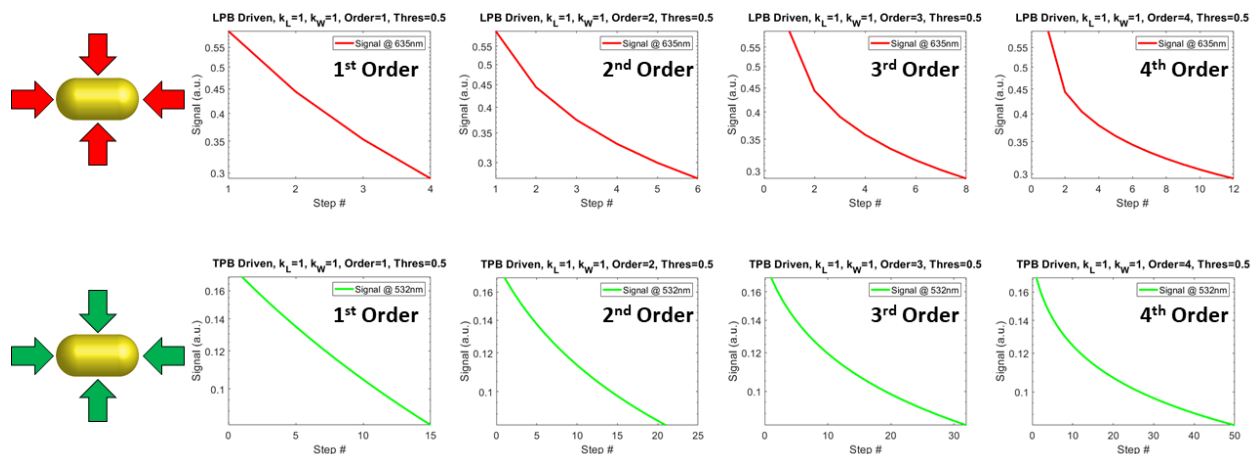 LPB Driven, k_L=1, k_W=1, Order=1, Thres=0.5
Signal @ 635nm
1st Order
0.55
0.5
0.45
0.4
0.35
0.3
Signal (a.u.)
1 2 3 4
Step #
LPB Driven, k_L=1, k_W=1, Order=2, Thres=0.5
Signal @ 635nm
2nd Order
0.55
0.5
0.45
0.4
0.35
0.3
Signal (a.u.)
1 2 3 4 5 6
Step #
LPB Driven, k_L=1, k_W=1, Order=3, Thres=0.5
Signal @ 635nm
3rd Order
0.55
0.5
0.45
0.4
0.35
0.3
Signal (a.u.)
0 2 4 6 8
Step #
LPB Driven, k_L=1, k_W=1, Order=4, Thres=0.5
Signal @ 635nm
4th Order
0.55
0.5
0.45
0.4
0.35
0.3
Signal (a.u.)
0 2 4 6 8 10 12
Step #
TPB Driven, k_L=1, k_W=1, Order=1, Thres=0.5
Signal @ 532nm
1st Order
0.16
0.14
0.12
0.1
Signal (a.u.)
0 5 10 15
Step #
TPB Driven, k_L=1, k_W=1, Order=2, Thres=0.5
Signal @ 532nm
2nd Order
0.16
0.14
0.12
0.1
Signal (a.u.)
0 5 10 15 20 25
Step #
TPB Driven, k_L=1, k_W=1, Order=3, Thres=0.5
Signal @ 532nm
3rd Order
0.16
0.14
0.12
0.1
Signal (a.u.)
0 10 20 30
Step #
TPB Driven, k_L=1, k_W=1, Order=4, Thres=0.5
Signal @ 532nm
4th Order
0.16
0.14
0.12
0.1
Signal (a.u.)
0 10 20 30 40 50
Step #